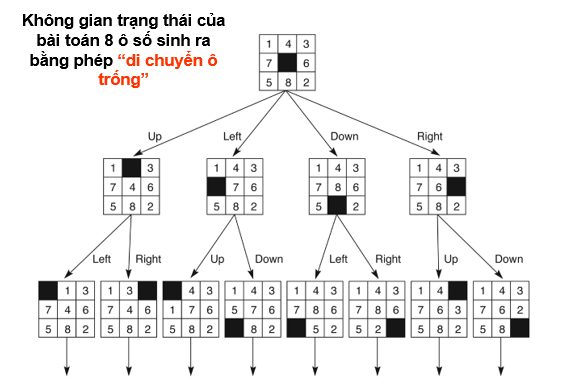 Không gian trạng thái của
bài toán 8 ô số sinh ra
bằng phép “di chuyển ô
trống”
1 4 3
7 6
5 8 2
Up Left Down Right
1 3 1 4 3 1 4 3 1 4 3
7 4 6 7 6 7 8 6 7 6
5 8 2 5 8 2 5 2 5 8 2
Left Right Up Down Left Right Up Down
1 3 1 3 4 3 1 4 3 1 4 3 1 4 3 1 4 1 4 3
7 4 6 7 4 6 1 7 6 5 7 6 7 8 6 7 8 6 7 6 3 7 6 2
5 8 2 5 8 2 5 8 2 8 2 5 2 5 2 5 8 2 5 8